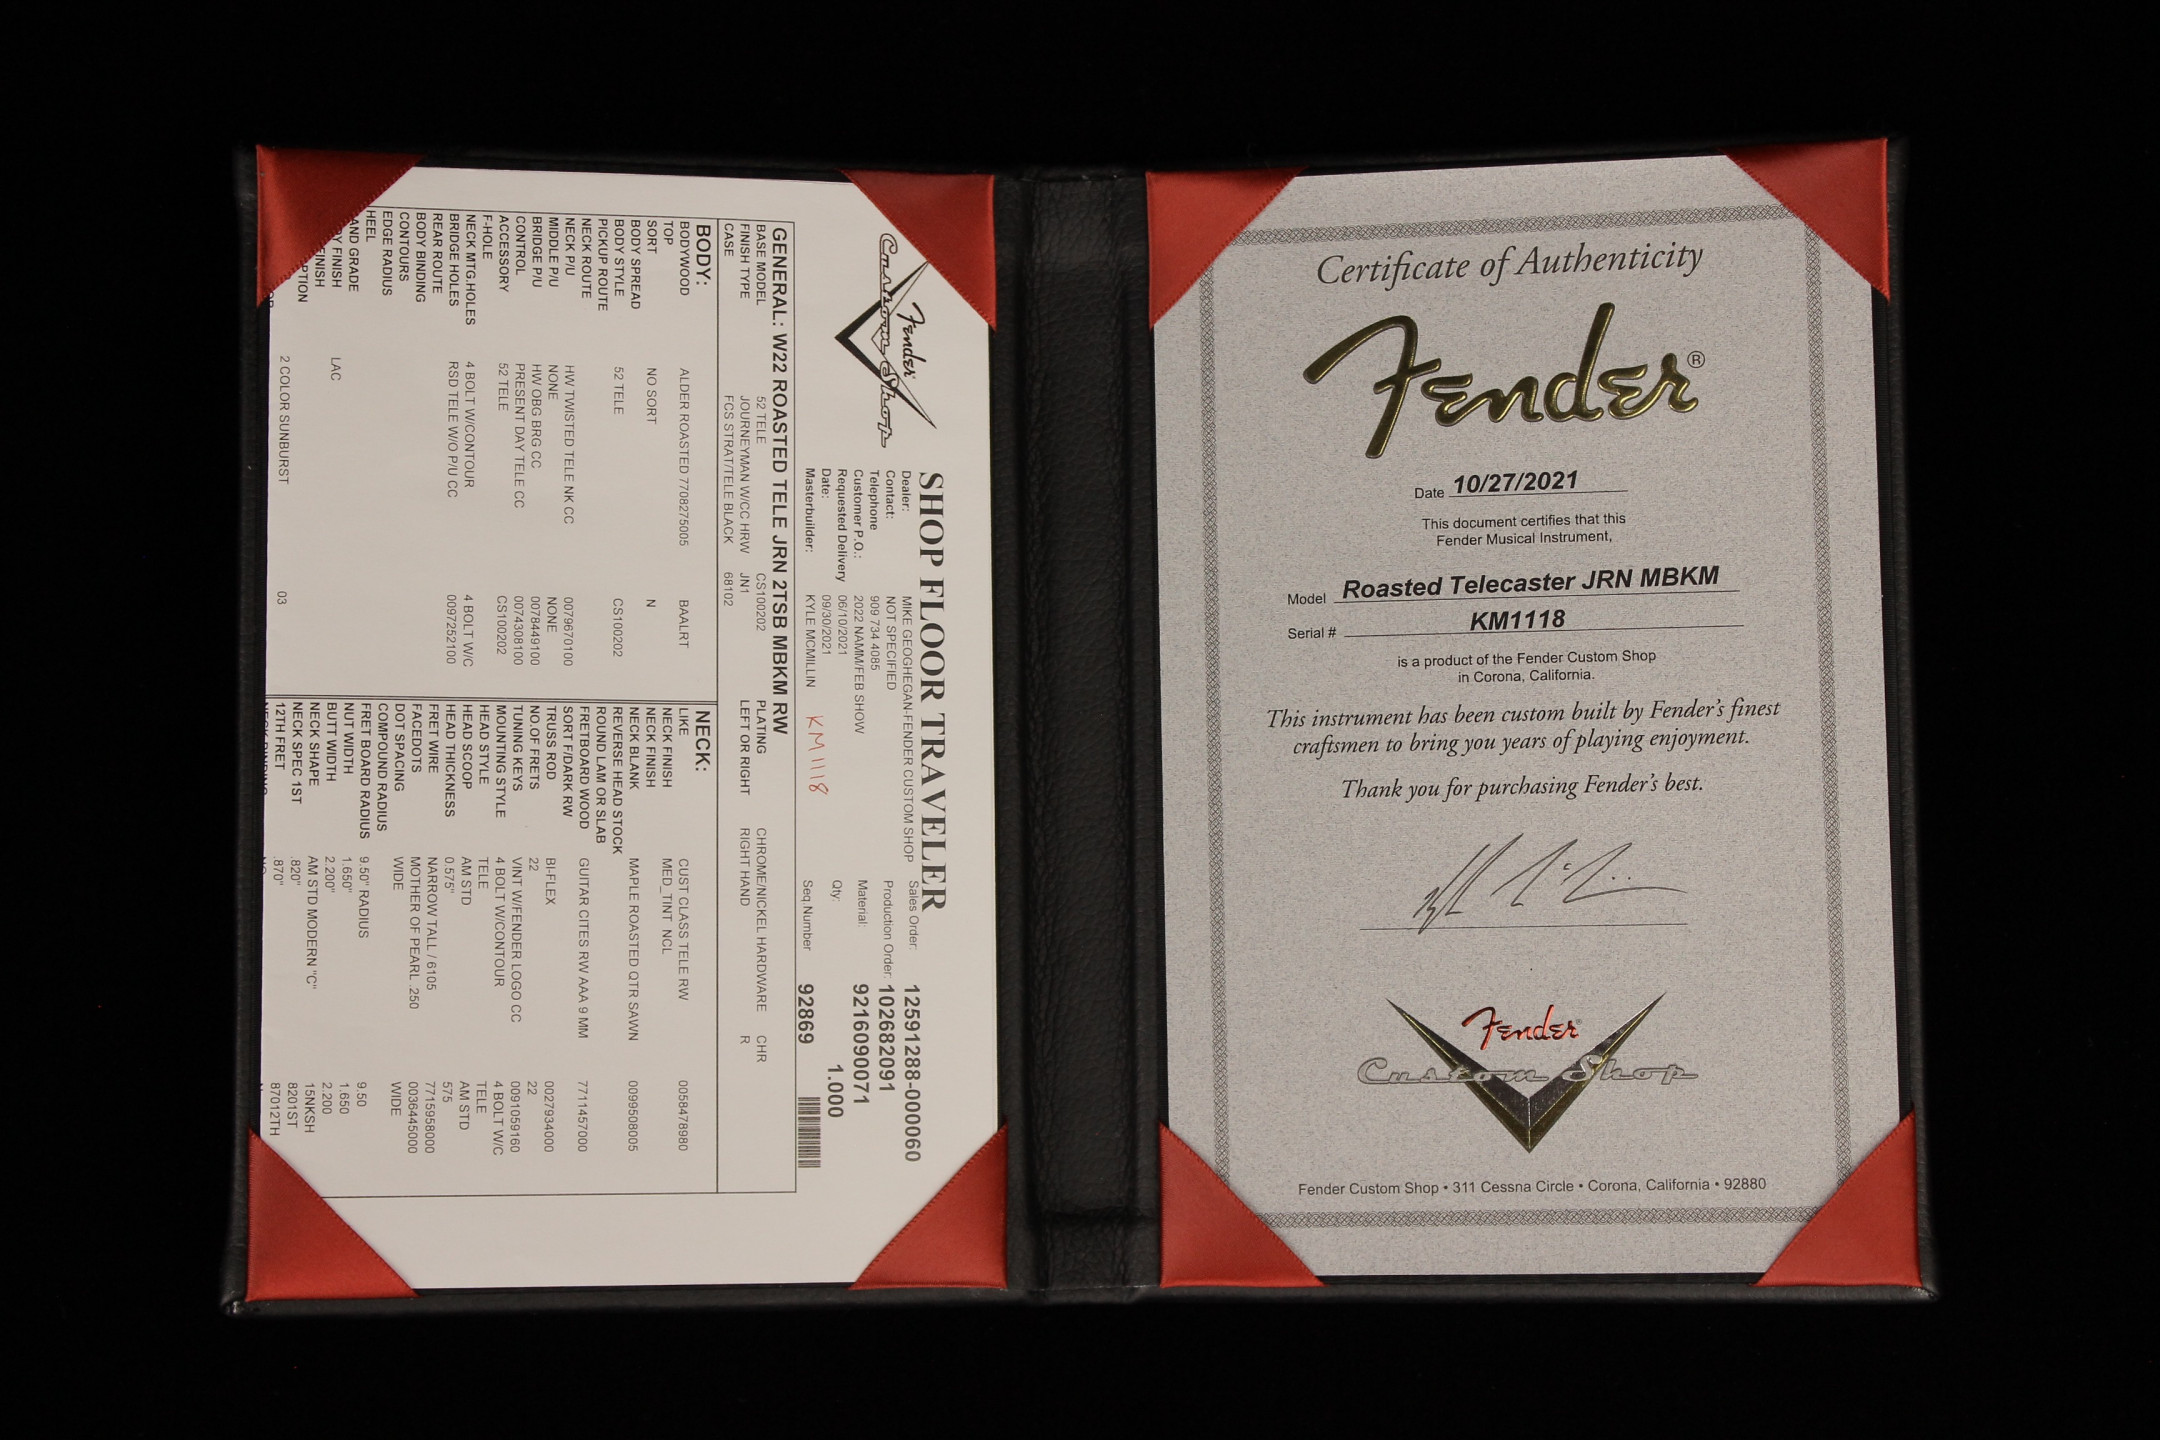 Fender
Custom Shop
SHOP FLOOR TRAVELER
Dealer: MIKE GEOGHEGAN-FENDER CUSTOM SHOP Sales Order: 12591288-000060
Contact: NOT SPECIFIED Production Order: 102682091
Telephone 909 734 4085
Customer P.O.: 2022 NAMM/FEB SHOW Material: 9216090071
Requested Delivery 06/10/2021 Qty: 1.000
Date: 09/30/2021
Masterbuilder: KYLE MCMILLIN KM1118 Seq.Number 92869
GENERAL: W22 ROASTED TELE JRN 2TSB MBKM RW
BASE MODEL 52 TELE CS100202 PLATING CHROME/NICKEL HARDWARE CHR
FINISH TYPE JOURNEYMAN W/CC HRW JN1 LEFT OR RIGHT RIGHT HAND R
CASE FCS STRAT/TELE BLACK 68102
BODY:
BODYWOOD ALDER ROASTED 7708275005 BAALRT
TOP
SORT NO SORT N
BODY SPREAD
BODY STYLE 52 TELE CS100202
PICKUP ROUTE
NECK ROUTE
NECK P/U HW TWISTED TELE NK CC 0079670100
MIDDLE P/U NONE NONE
BRIDGE P/U HW OBG BRG CC 0078449100
CONTROL PRESENT DAY TELE CC 0074308100
ACCESSORY 52 TELE CS100202
F-HOLE
NECK MTG.HOLES 4 BOLT W/CONTOUR 4 BOLT W/C
BRIDGE HOLES RSD TELE W/O P/U CC 0097252100
REAR ROUTE
BODY BINDING
CONTOURS
EDGE RADIUS
HEEL
AND GRADE
Y FINISH LAC
FINISH
PTION 2 COLOR SUNBURST 03
NECK:
LIKE CUST CLASS TELE RW 0058478980
NECK FINISH MED_TINT NCL
NECK FINISH
NECK BLANK MAPLE ROASTED QTR SAWN 0099508005
REVERSE HEAD STOCK
ROUND LAM OR SLAB
FRETBOARD WOOD GUITAR CITES RW AAA 9 MM 7711457000
SORT F/DARK RW
TRUSS ROD BI-FLEX 0027934000
NO.OF FRETS 22 22
TUNING KEYS VINT W/FENDER LOGO CC 0091059160
MOUNTING STYLE 4 BOLT W/CONTOUR 4 BOLT W/C
HEAD STYLE TELE TELE
HEAD SCOOP AM STD AM STD
HEAD THICKNESS 0.575" 575
FRET WIRE NARROW TALL / 6105 7715958000
FACEDOTS MOTHER OF PEARL .250 0036445000
DOT SPACING WIDE WIDE
COMPOUND RADIUS
FRET BOARD RADIUS 9.50" RADIUS 9.50
NUT WIDTH 1.650" 1.650
BUTT WIDTH 2.200" 2.200
NECK SHAPE AM STD MODERN "C" 15NKSH
NECK SPEC 1ST .820" 8201ST
12TH FRET .870" 87012TH
Certificate of Authenticity
Fender®
Date 10/27/2021
This document certifies that this
Fender Musical Instrument,
Model Roasted Telecaster JRN MBKM
Serial # KM1118
is a product of the Fender Custom Shop
in Corona, California.
This instrument has been custom built by Fender's finest
craftsmen to bring you years of playing enjoyment.
Thank you for purchasing Fender's best.
Fender
Custom Shop
Fender Custom Shop • 311 Cessna Circle • Corona, California • 92880